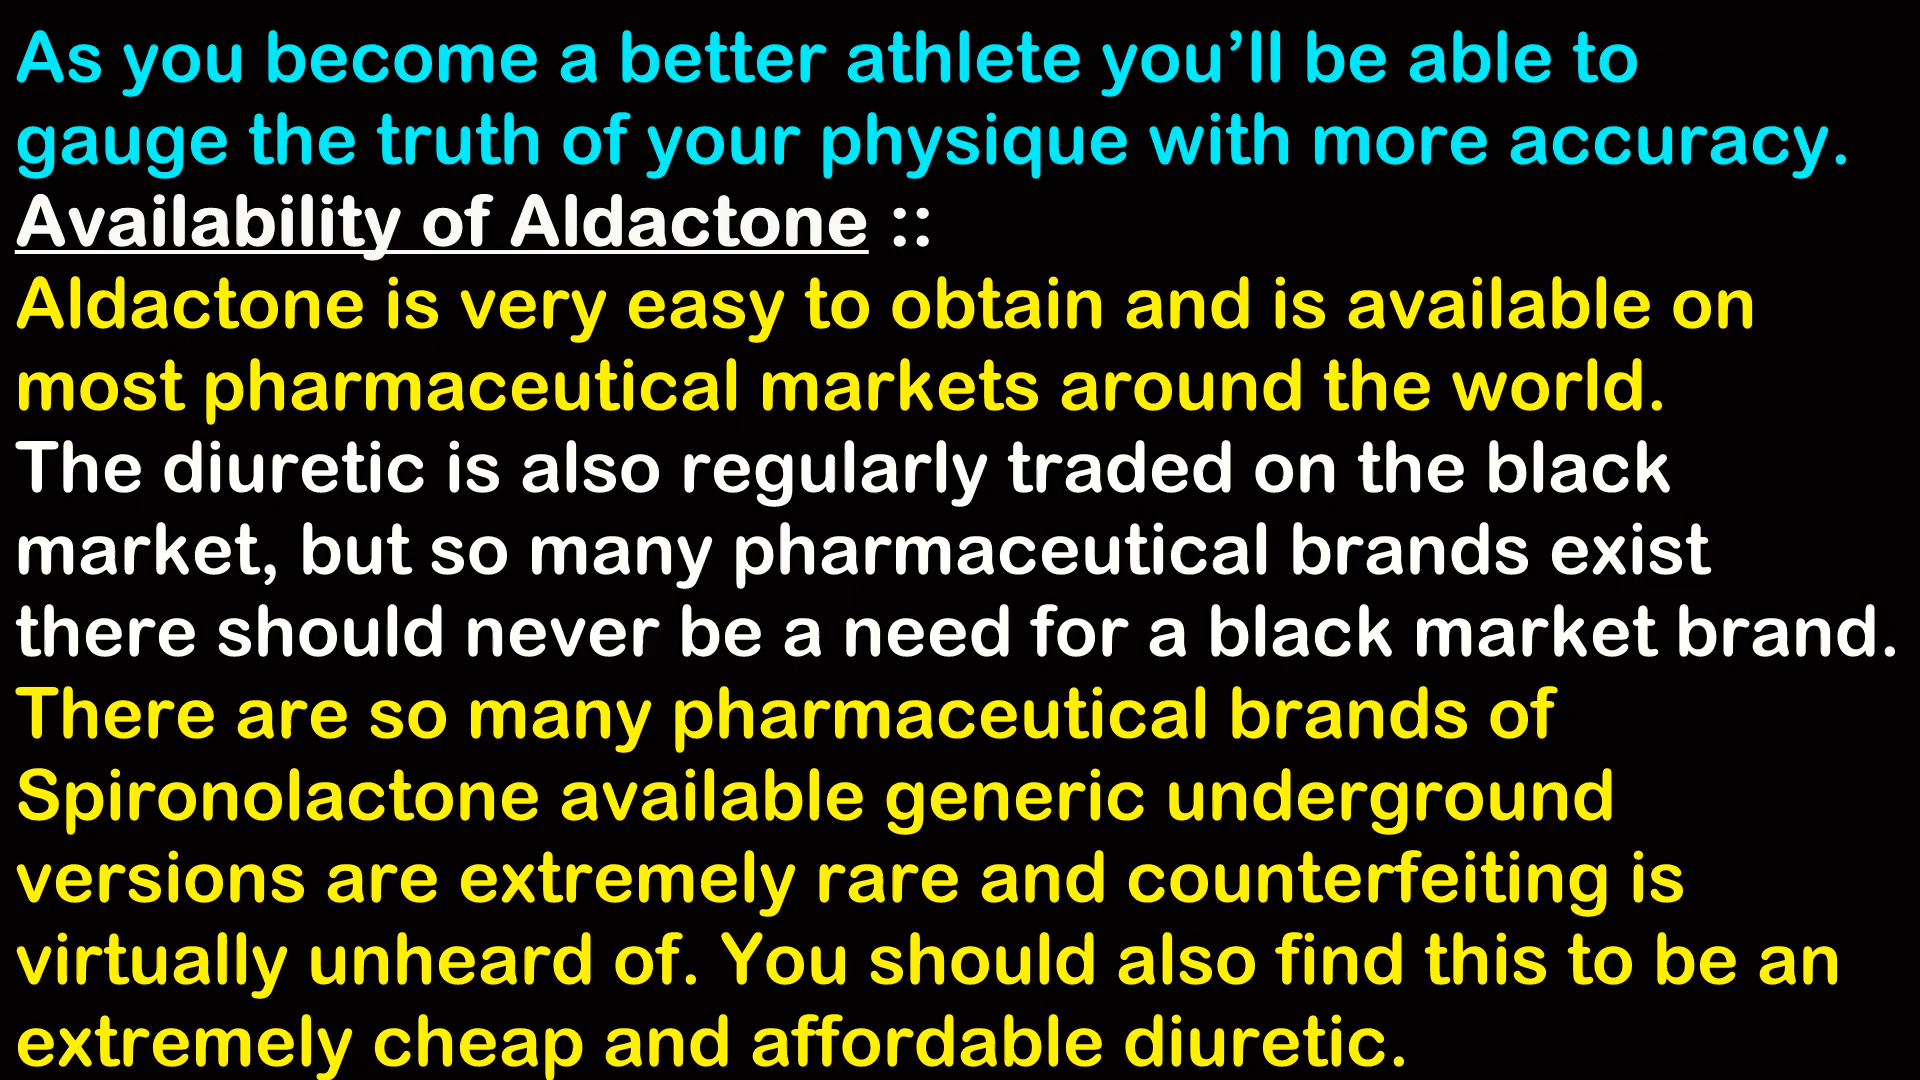 As you become a better athlete you’ll be able to
gauge the truth of your physique with more accuracy.
Availability of Aldactone ::
Aldactone is very easy to obtain and is available on
most pharmaceutical markets around the world.
The diuretic is also regularly traded on the black
market, but so many pharmaceutical brands exist
there should never be a need for a black market brand.
There are so many pharmaceutical brands of
Spironolactone available generic underground
versions are extremely rare and counterfeiting is
virtually unheard of. You should also find this to be an
extremely cheap and affordable diuretic.